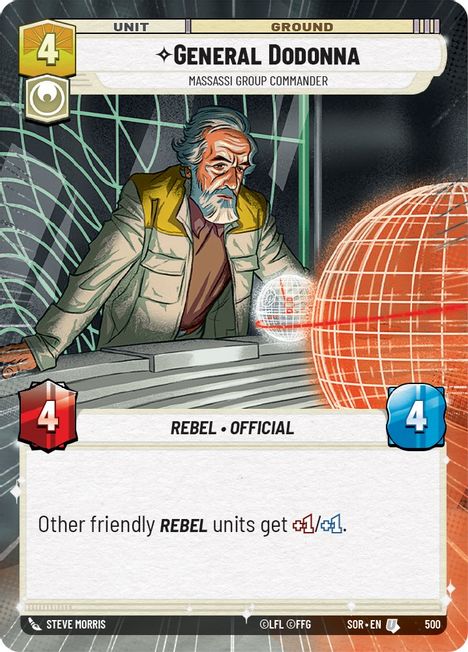 UNIT
GROUND
4
✧GENERAL DODONNA
MASSASSI GROUP COMMANDER
4
REBEL • OFFICIAL
4
Other friendly REBEL units get +1/+1.
STEVE MORRIS
©LFL ©FFG
SOR • EN
500